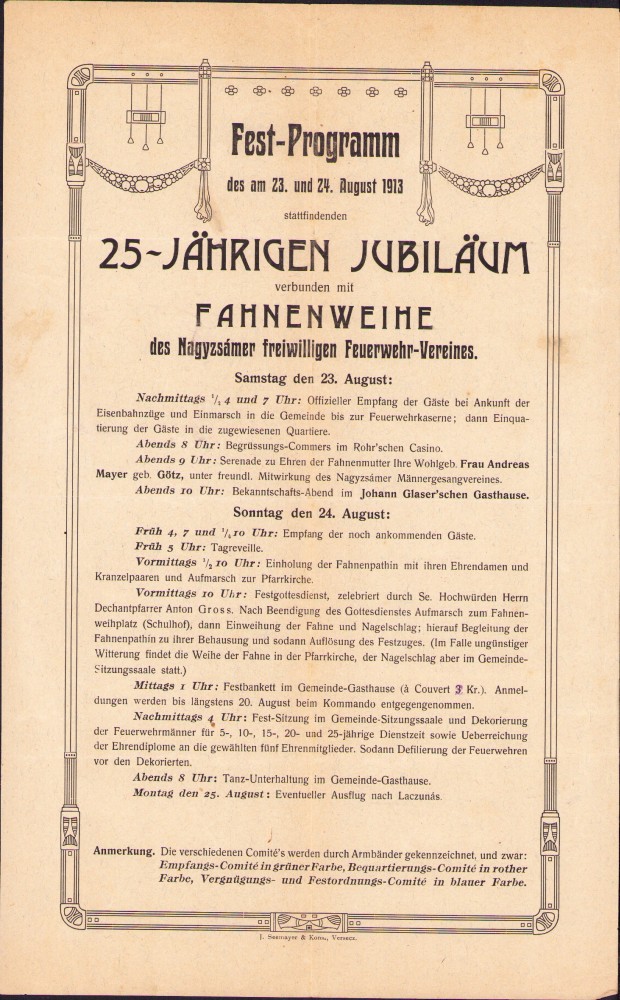 Fest-Programm
des am 23. und 24. August 1913
stattfindenden
25-JÄHRIGEN JUBILÄUM
verbunden mit
FAHNENWEIHE
des Nagyzsámer freiwilligen Feuerwehr-Vereines.
Samstag den 23. August:
Nachmittags ½ 4 und 7 Uhr: Offizieller Empfang der Gäste bei Ankunft der
Eisenbahnzüge und Einmarsch in die Gemeinde bis zur Feuerwehrkaserne; dann Einqua-
tierung der Gäste in die zugewiesenen Quartiere.
Abends 8 Uhr: Begrüssungs-Commers im Rohr'schen Casino.
Abends 9 Uhr: Serenade zu Ehren der Fahnenmutter Ihre Wohlgeb. Frau Andreas
Mayer geb. Götz, unter freundl. Mitwirkung des Nagyzsámer Männergesangvereines.
Abends 10 Uhr: Bekanntschafts-Abend im Johann Glaser'schen Gasthause.
Sonntag den 24. August:
Früh 4, 7 und ½10 Uhr: Empfang der noch ankommenden Gäste.
Früh 5 Uhr: Tagreveille.
Vormittags ½ 10 Uhr: Einholung der Fahnenpathin mit ihren Ehrendamen und
Kranzelpaaren und Aufmarsch zur Pfarrkirche.
Vormittags 10 Uhr: Festgottesdienst, zelebriert durch Se. Hochwürden Herrn
Dechantpfarrer Anton Gross. Nach Beendigung des Gottesdienstes Aufmarsch zum Fahnen-
weihplatz (Schulhof), dann Einweihung der Fahne und Nagelschlag; hierauf Begleitung der
Fahnenpathin zu ihrer Behausung und sodann Auflösung des Festzuges. (Im Falle ungünstiger
Witterung findet die Weihe der Fahne in der Pfarrkirche, der Nagelschlag aber im Gemeinde-
Sitzungssaale statt.)
Mittags 1 Uhr: Festbankett im Gemeinde-Gasthause (à Couvert 3 Kr.). Anmel-
dungen werden bis längstens 20. August beim Kommando entgegengenommen.
Nachmittags 4 Uhr: Fest-Sitzung im Gemeinde-Sitzungssaale und Dekorierung
der Feuerwehrmänner für 5-, 10-, 15-, 20- und 25-jährige Dienstzeit sowie Ueberreichung
der Ehrendiplome an die gewählten fünf Ehrenmitglieder. Sodann Defilierung der Feuerwehren
vor den Dekorierten.
Abends 8 Uhr: Tanz-Unterhaltung im Gemeinde-Gasthause.
Montag den 25. August: Eventueller Ausflug nach Laczunás.
Anmerkung. Die verschiedenen Comité's werden durch Armbänder gekennzeichnet, und zwar:
Empfangs-Comité in grüner Farbe, Bequartierungs-Comité in rother
Farbe, Vergnügungs- und Festordnungs-Comité in blauer Farbe.
J. Seemayer & Kons., Versecz.